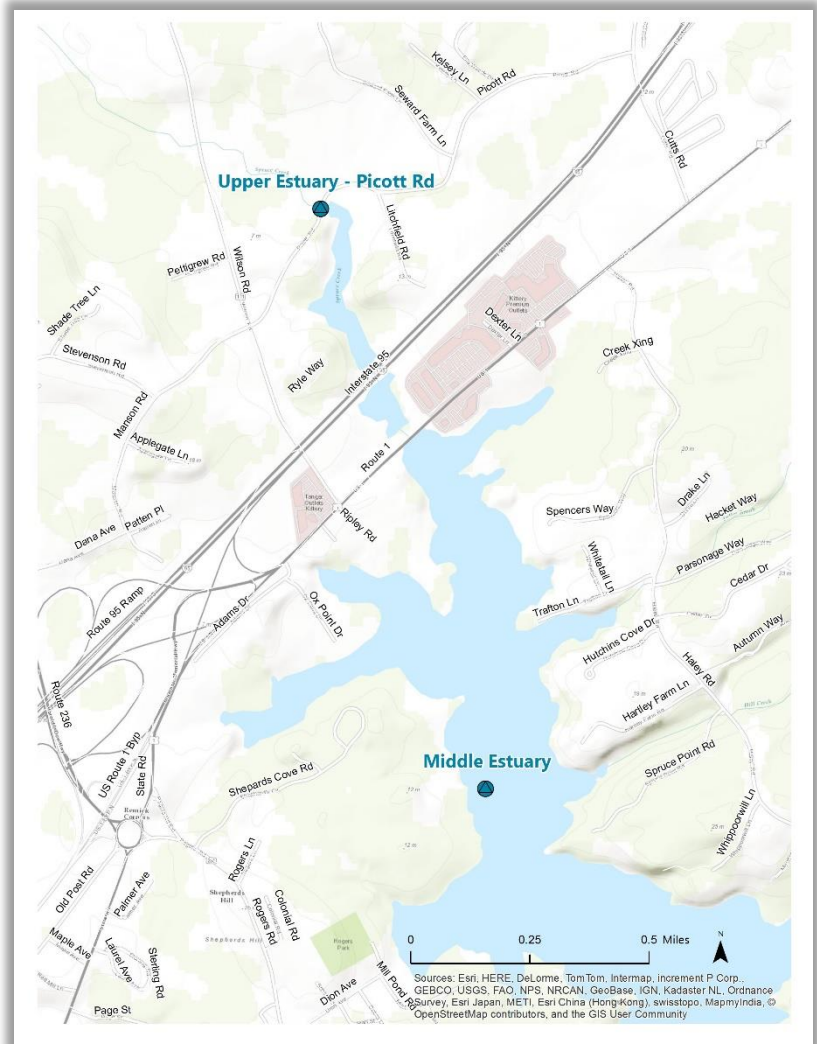 Kelsey Ln
Picott Rd
Seward Farm Ln
Cutts Rd
Upper Estuary - Picott Rd
Litchfield Rd
Wilson Rd
Pettigrew Rd
Kittery
Premium
Outlets
Dexter Ln
Shade Tree Ln
Stevenson Rd
Creek Xing
Ryle Way
Interstate 95
Manson Rd
Applegate Ln
Route 1
Tanger
Outlets
Kittery
Ripley Rd
Spencers Way
Drake Ln
Hacket Way
Dana Ave
Patten Pl
Whitetail Ln
Parsonage Way
Cedar Dr
Trafton Ln
Route 95 Ramp
Adams Dr
Ox Point Dr
Hutchins Cove Dr
Autumn Way
Haley Rd
Hartley Farm Ln
Route 236
US Route 1 Byp
State Rd
Middle Estuary
Shepards Cove Rd
Spruce Point Rd
Whippoorwill Ln
Old Post Rd
Palmer Ave
Rogers Ln
Shepherds
Hill
Shepherds Hill
Rogers Rd
Colonial Rd
Rogers
Park
Maple Ave
Laurel Ave
Sterling Rd
Page St
Dion Ave
Mill Pond Rd
0 0.25 0.5 Miles
N
Sources: Esri, HERE, DeLorme, TomTom, Intermap, increment P Corp.,
GEBCO, USGS, FAO, NPS, NRCAN, GeoBase, IGN, Kadaster NL, Ordnance
Survey, Esri Japan, METI, Esri China (Hong Kong), swisstopo, MapmyIndia, ©
OpenStreetMap contributors, and the GIS User Community